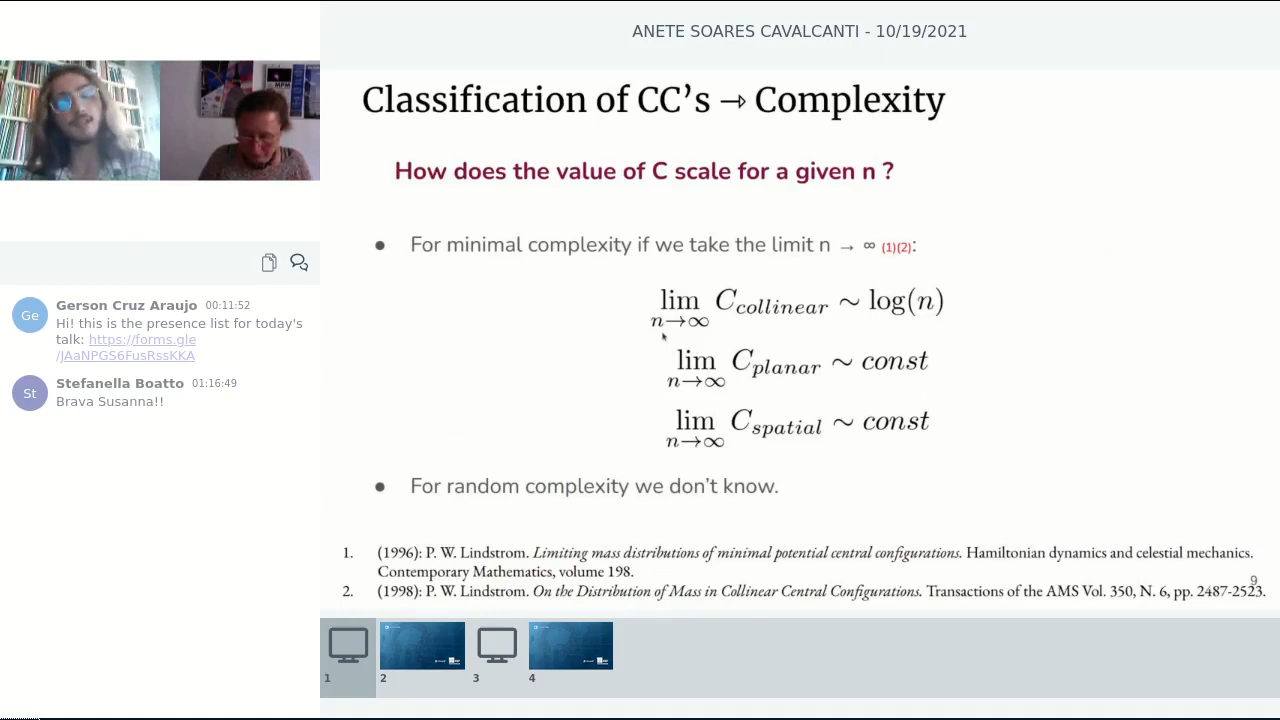 ANETE SOARES CAVALCANTI - 10/19/2021
Classification of CC's → Complexity
How does the value of C scale for a given n ?
● For minimal complexity if we take the limit n → ∞ (1)(2):
lim n→∞ C_collinear ∼ log(n)
lim n→∞ C_planar ∼ const
lim n→∞ C_spatial ∼ const
● For random complexity we don't know.
1. (1996): P. W. Lindstrom. Limiting mass distributions of minimal potential central configurations. Hamiltonian dynamics and celestial mechanics.
Contemporary Mathematics, volume 198.
2. (1998): P. W. Lindstrom. On the Distribution of Mass in Collinear Central Configurations. Transactions of the AMS Vol. 350, N. 6, pp. 2487-2523.
9
MPM
Ge
Gerson Cruz Araujo 00:11:52
Hi! this is the presence list for today's
talk: https://forms.gle
/JAaNPGS6FusRssKKA
St
Stefanella Boatto 01:16:49
Brava Susanna!!
1
2
3
4